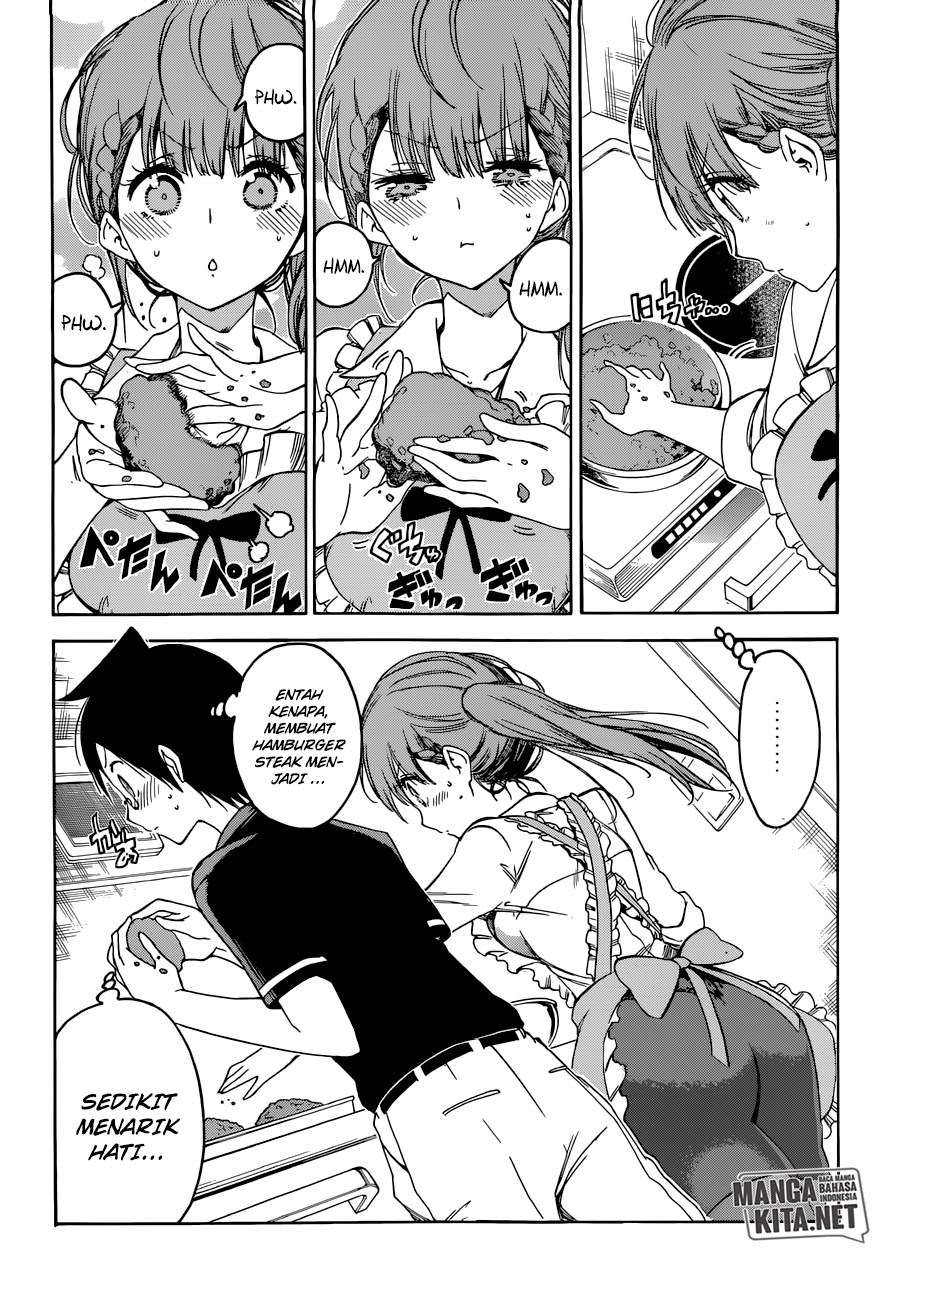 にちゃ...
HMM.
HMM.
ぐちゅっ
ぎゅっ
ぎゅっ
PHW.
PHW.
ぺたん
ぺたん
.........
ENTAH
KENAPA,
MEMBUAT
HAMBURGER
STEAK MEN-
JADI ...
SEDIKIT
MENARIK
HATI...
MANGA
KITA.NET
BACA MANGA
BAHASA
INDONESIA